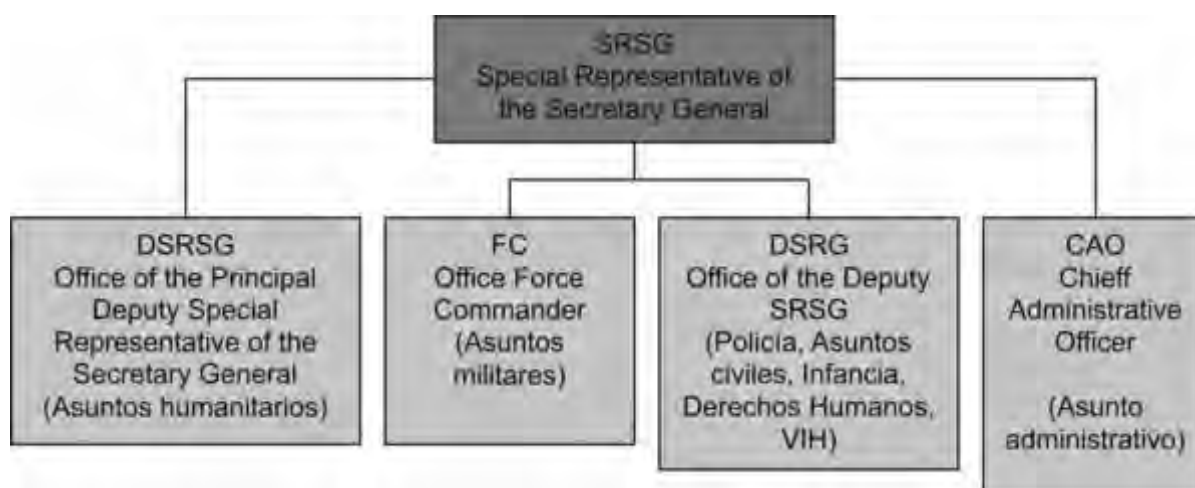 SRSG
Special Representative of
the Secretary General
DSRSG
Office of the Principal
Deputy Special
Representative of the
Secretary General
(Asuntos humanitarios)
FC
Office Force
Commander
(Asuntos
militares)
DSRG
Office of the Deputy
SRSG
(Policía, Asuntos
civiles, Infancia,
Derechos Humanos,
VIH)
CAO
Chieff
Administrative
Officer
(Asunto
administrativo)